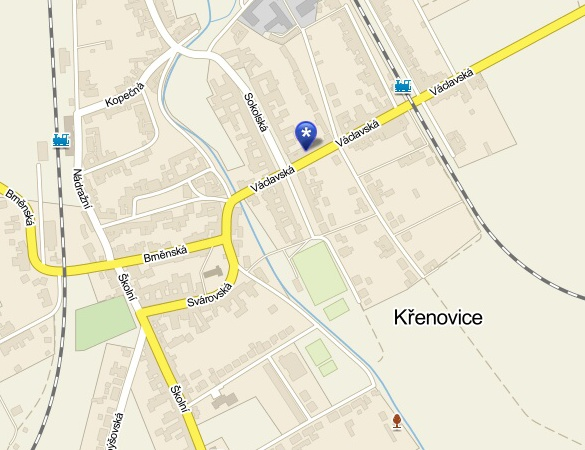 Kopečná
Sokolská
Václavská
Václavská
Václavská
Nádražní
Brněnská
Brněnská
Školní
Svárovská
Křenovice
Školní
*